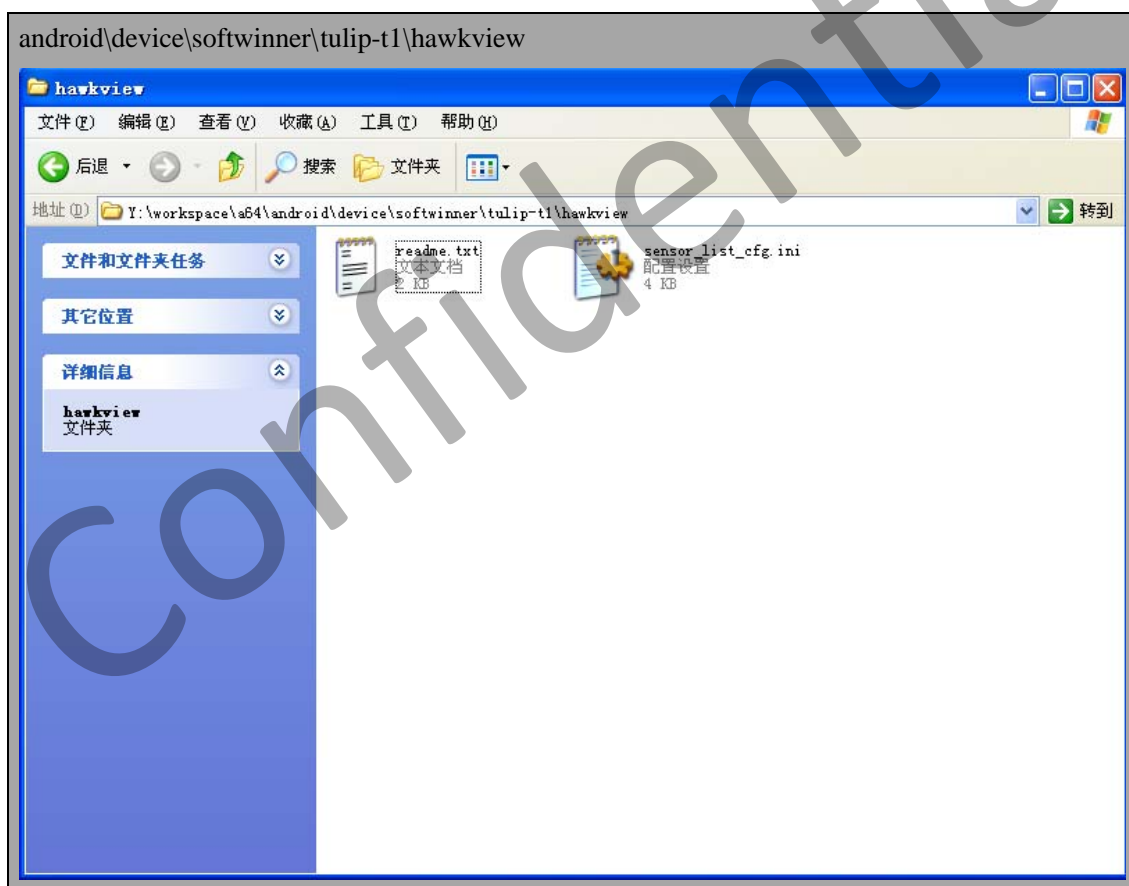 android\device\softwinner\tulip-t1\hawkview
hawkview
文件(F) 编辑(E) 查看(V) 收藏(A) 工具(T) 帮助(H)
后退 搜索 文件夹
地址(D) Y:\workspace\a64\android\device\softwinner\tulip-t1\hawkview 转到
文件和文件夹任务
其它位置
详细信息
hawkview
文件夹
readme.txt
文本文档
2 KB
sensor_list_cfg.ini
配置设置
4 KB
Confidential